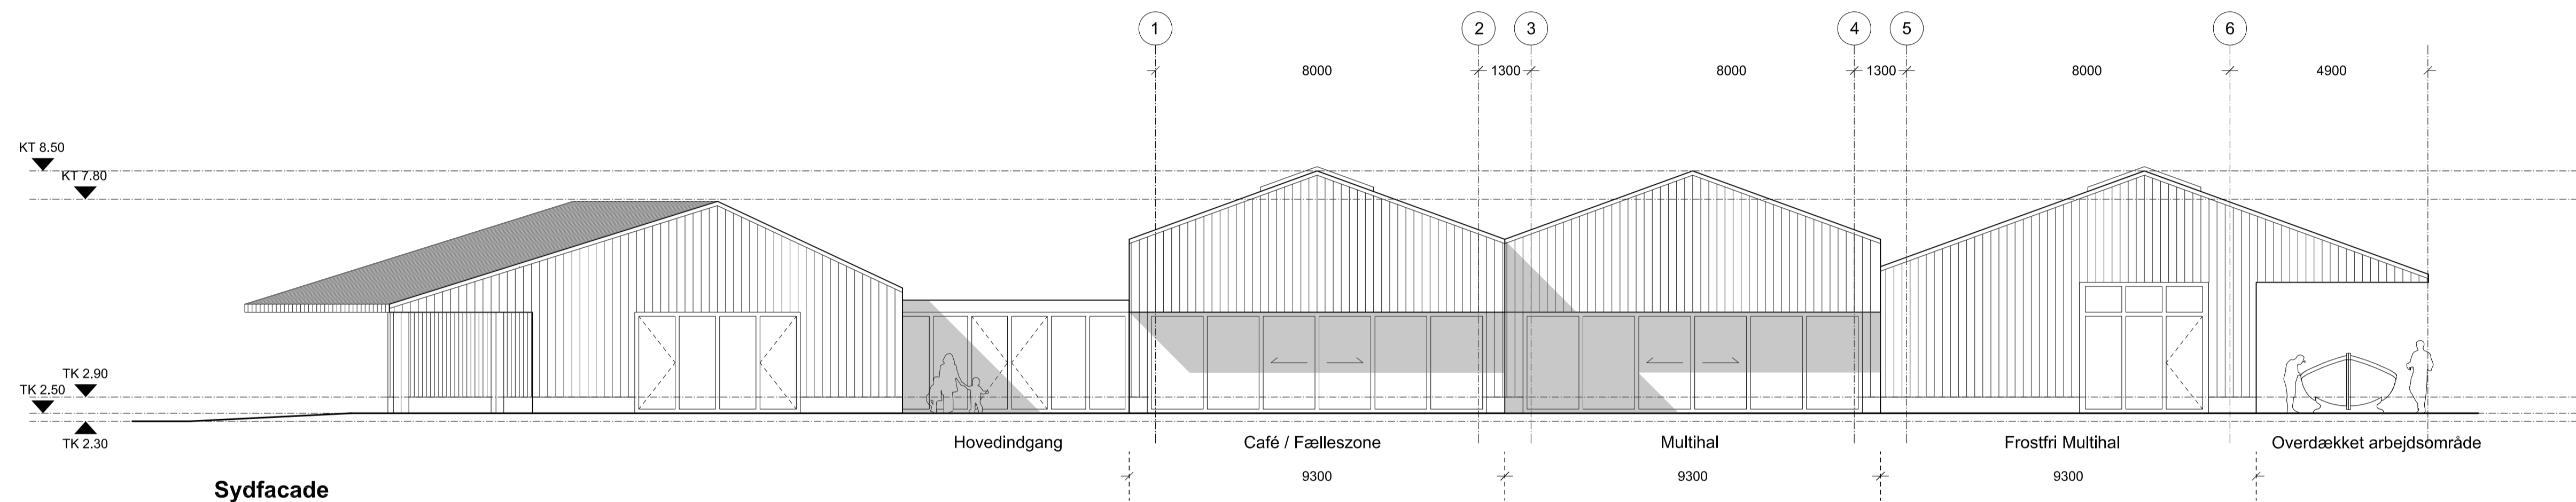 1 2 3 4 5 6
8000 1300 8000 1300 8000 4900
KT 8.50
KT 7.80
TK 2.90
TK 2.50
TK 2.30
Hovedindgang Café / Fælleszone Multihal Frostfri Multihal Overdækket arbejdsområde
9300 9300 9300
Sydfacade